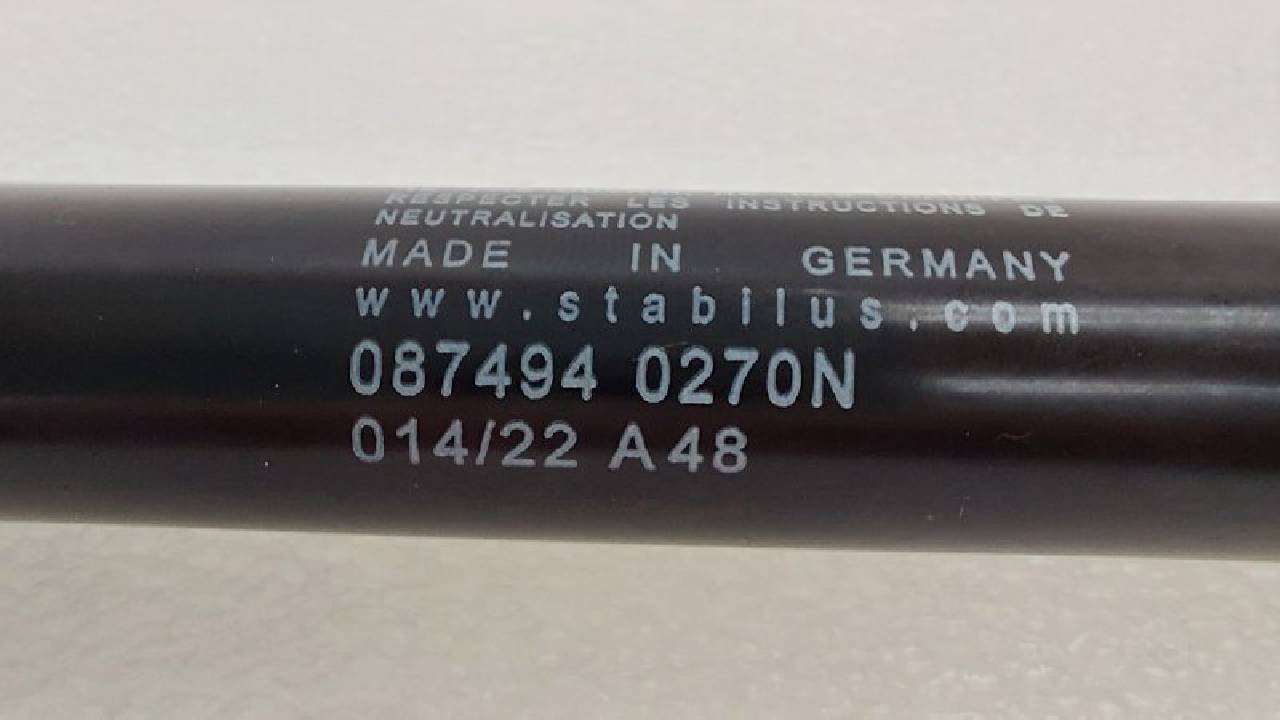 RESPECTER LES INSTRUCTIONS DE
NEUTRALISATION
MADE IN GERMANY
www.stabilus.com
087494 0270N
014/22 A48